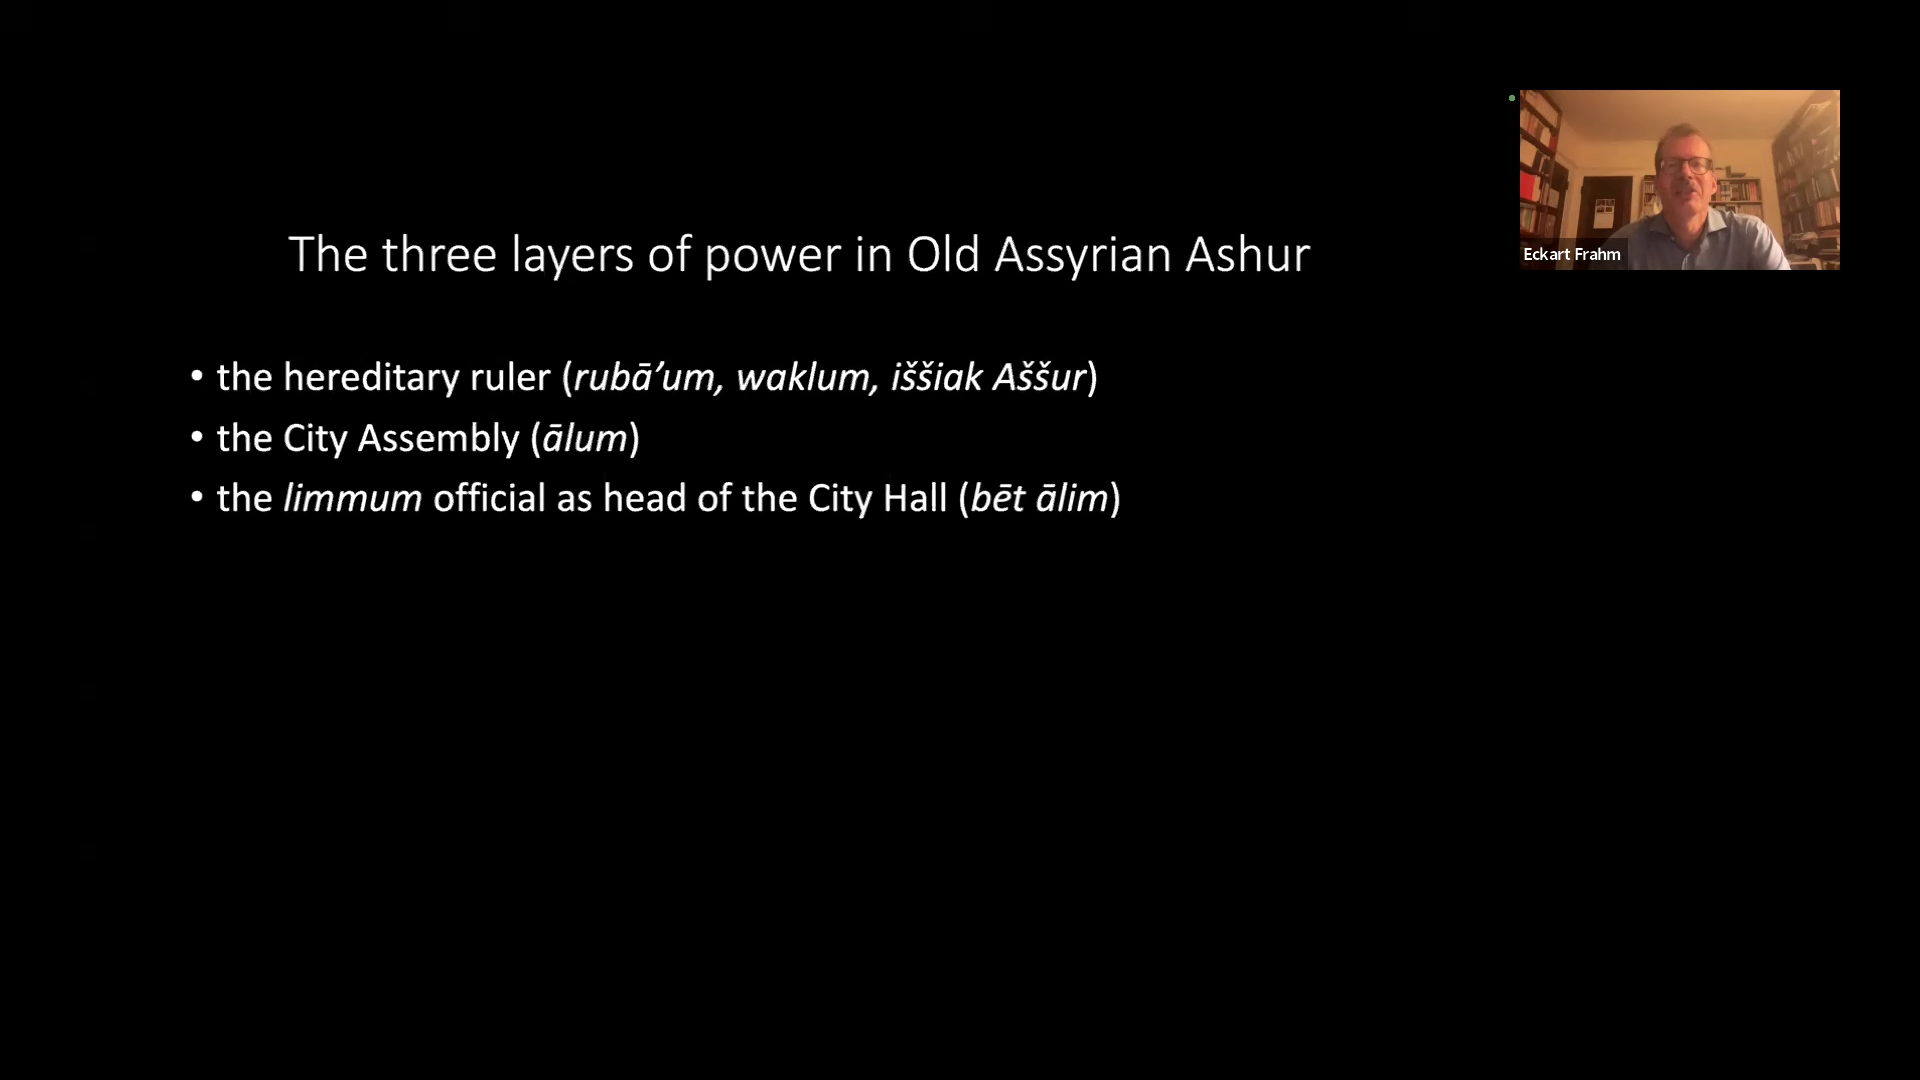 The three layers of power in Old Assyrian Ashur
• the hereditary ruler (rubā’um, waklum, iššiak Aššur)
• the City Assembly (ālum)
• the limmum official as head of the City Hall (bēt ālim)
Eckart Frahm